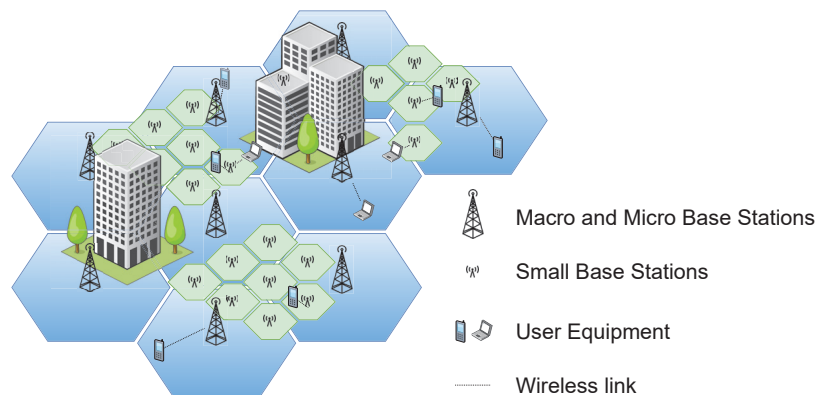 Macro and Micro Base Stations
Small Base Stations
User Equipment
Wireless link